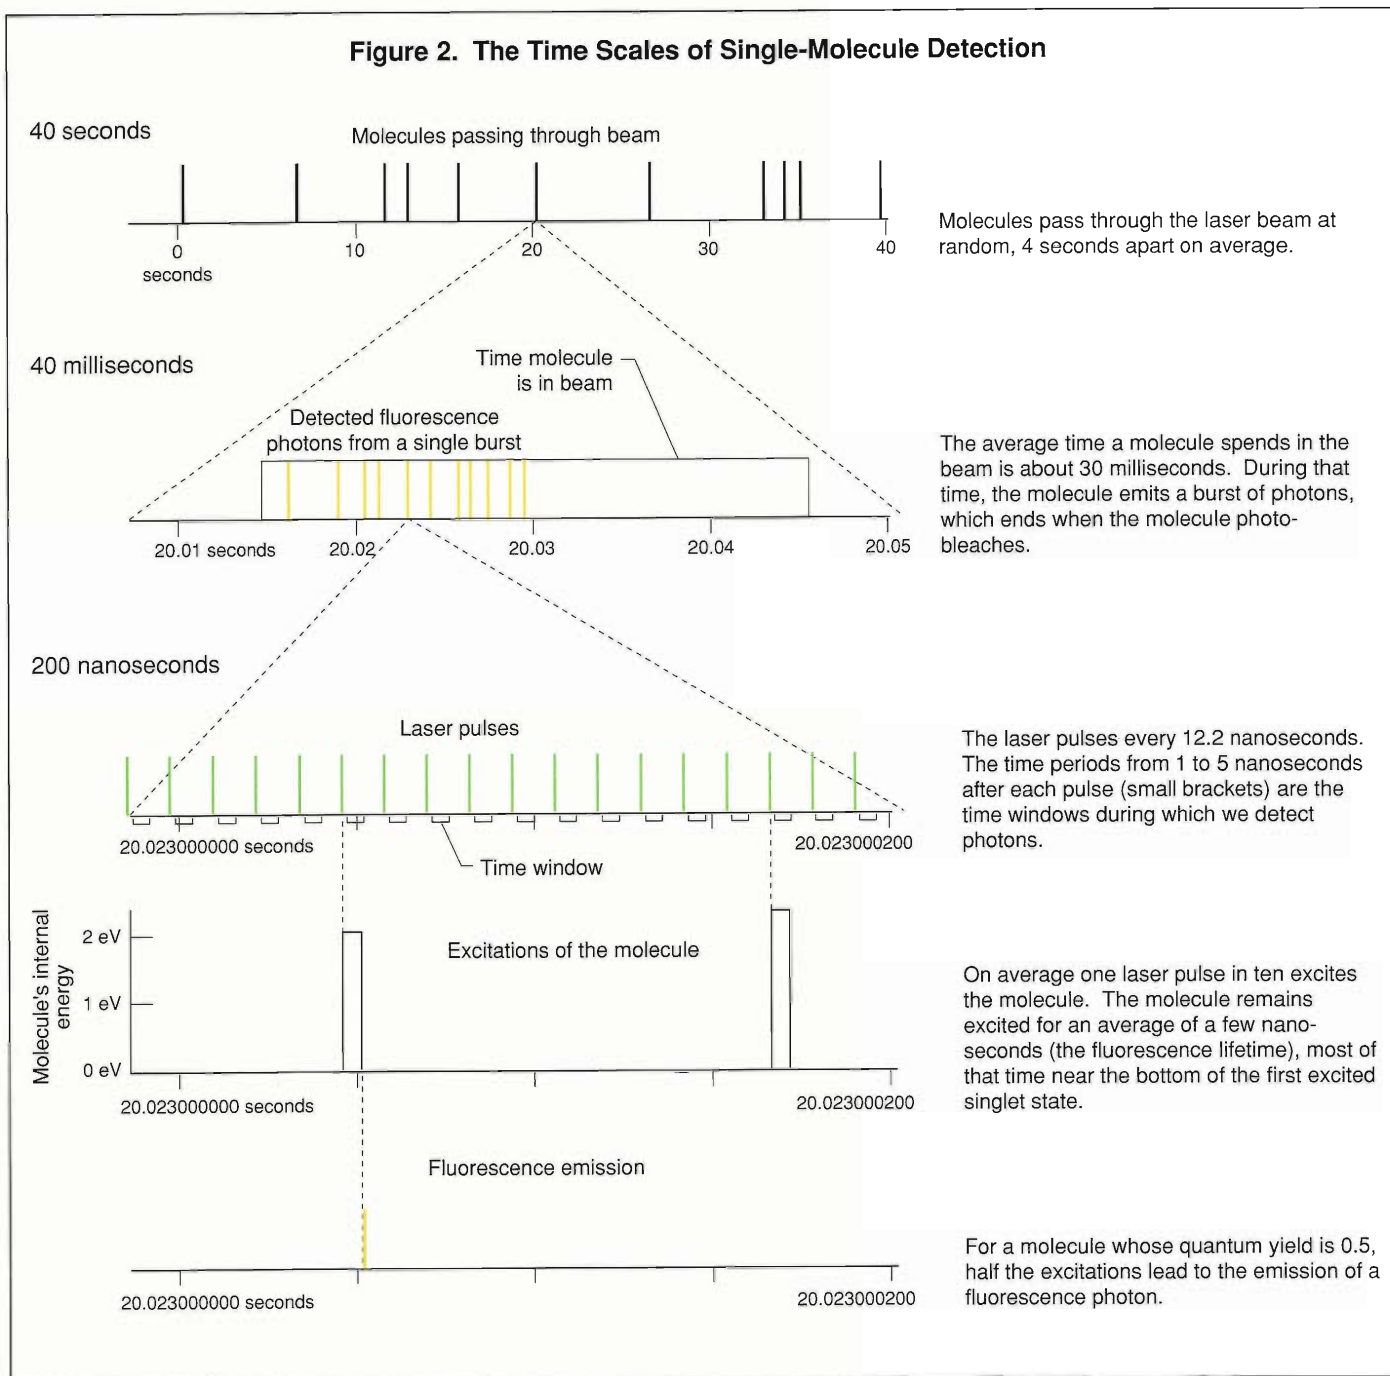 Figure 2. The Time Scales of Single-Molecule Detection
40 seconds
Molecules passing through beam
0
10
20
30
40
seconds
Molecules pass through the laser beam at
random, 4 seconds apart on average.
40 milliseconds
Time molecule
is in beam
Detected fluorescence
photons from a single burst
20.01 seconds
20.02
20.03
20.04
20.05
The average time a molecule spends in the
beam is about 30 milliseconds. During that
time, the molecule emits a burst of photons,
which ends when the molecule photo-
bleaches.
200 nanoseconds
Laser pulses
20.023000000 seconds
20.023000200
Time window
The laser pulses every 12.2 nanoseconds.
The time periods from 1 to 5 nanoseconds
after each pulse (small brackets) are the
time windows during which we detect
photons.
Molecule's internal
energy
2 eV
1 eV
0 eV
Excitations of the molecule
20.023000000 seconds
20.023000200
On average one laser pulse in ten excites
the molecule. The molecule remains
excited for an average of a few nano-
seconds (the fluorescence lifetime), most of
that time near the bottom of the first excited
singlet state.
Fluorescence emission
20.023000000 seconds
20.023000200
For a molecule whose quantum yield is 0.5,
half the excitations lead to the emission of a
fluorescence photon.